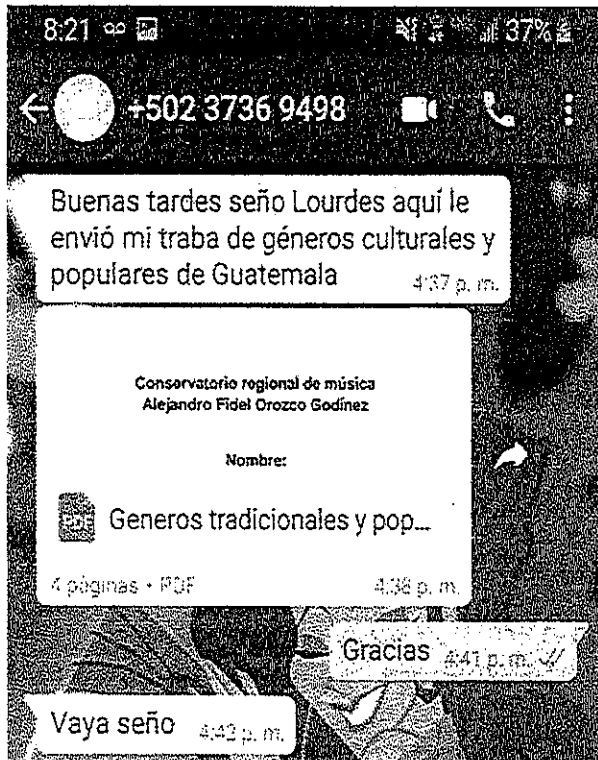 8:21
37%
+502 3736 9498
Buenas tardes seño Lourdes aquí le
envió mi traba de géneros culturales y
populares de Guatemala
4:37 p. m.
Conservatorio regional de música
Alejandro Fidel Orozco Godínez
Nombre:
PDF
Generos tradicionales y pop...
4 páginas • PDF
4:38 p. m.
Gracias
4:41 p. m.
Vaya seño
4:42 p. m.